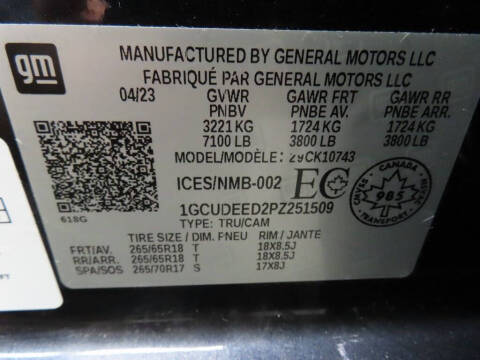 gm
MANUFACTURED BY GENERAL MOTORS LLC
FABRIQUÉ PAR GENERAL MOTORS LLC
04/23 GVWR GAWR FRT GAWR RR
PNBV PNBE AV. PNBE ARR.
3221 KG 1724 KG 1724 KG
7100 LB 3800 LB 3800 LB
MODEL/MODÈLE: 29CK10743
ICES/NMB-002 EC
CANADA
985
TRANSPORT
618G
1GCUDEED2PZ251509
TYPE: TRU/CAM
TIRE SIZE / DIM. PNEU RIM / JANTE
FRT/AV. 265/65R18 T 18X8.5J
RR/ARR. 265/65R18 T 18X8.5J
SPA/SOS 265/70R17 S 17X8J